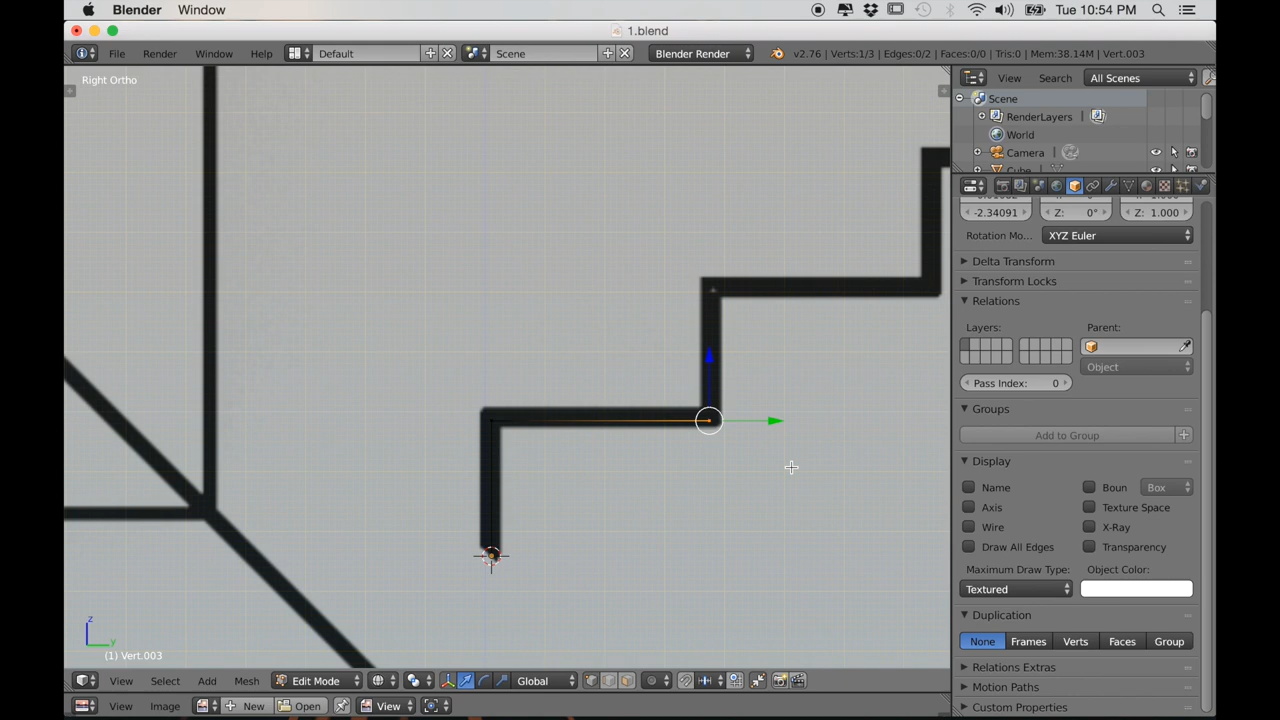 Blender Window Tue 10:54 PM
1.blend
File Render Window Help Default Scene Blender Render v2.76 | Verts:1/3 | Edges:0/2 | Faces:0/0 | Tris:0 | Mem:38.14M | Vert.003
Right Ortho
View Search All Scenes
Scene
RenderLayers
World
Camera
-2.34091 Z: 0° Z: 1.000
Rotation Mo... XYZ Euler
Delta Transform
Transform Locks
Relations
Layers: Parent:
Object
Pass Index: 0
Groups
Add to Group
Display
Name Boun Box
Axis Texture Space
Wire X-Ray
Draw All Edges Transparency
Maximum Draw Type: Object Color:
Textured
Duplication
None Frames Verts Faces Group
Relations Extras
Motion Paths
Custom Properties
z
y
(1) Vert.003
View Select Add Mesh Edit Mode Global
View Image New Open View